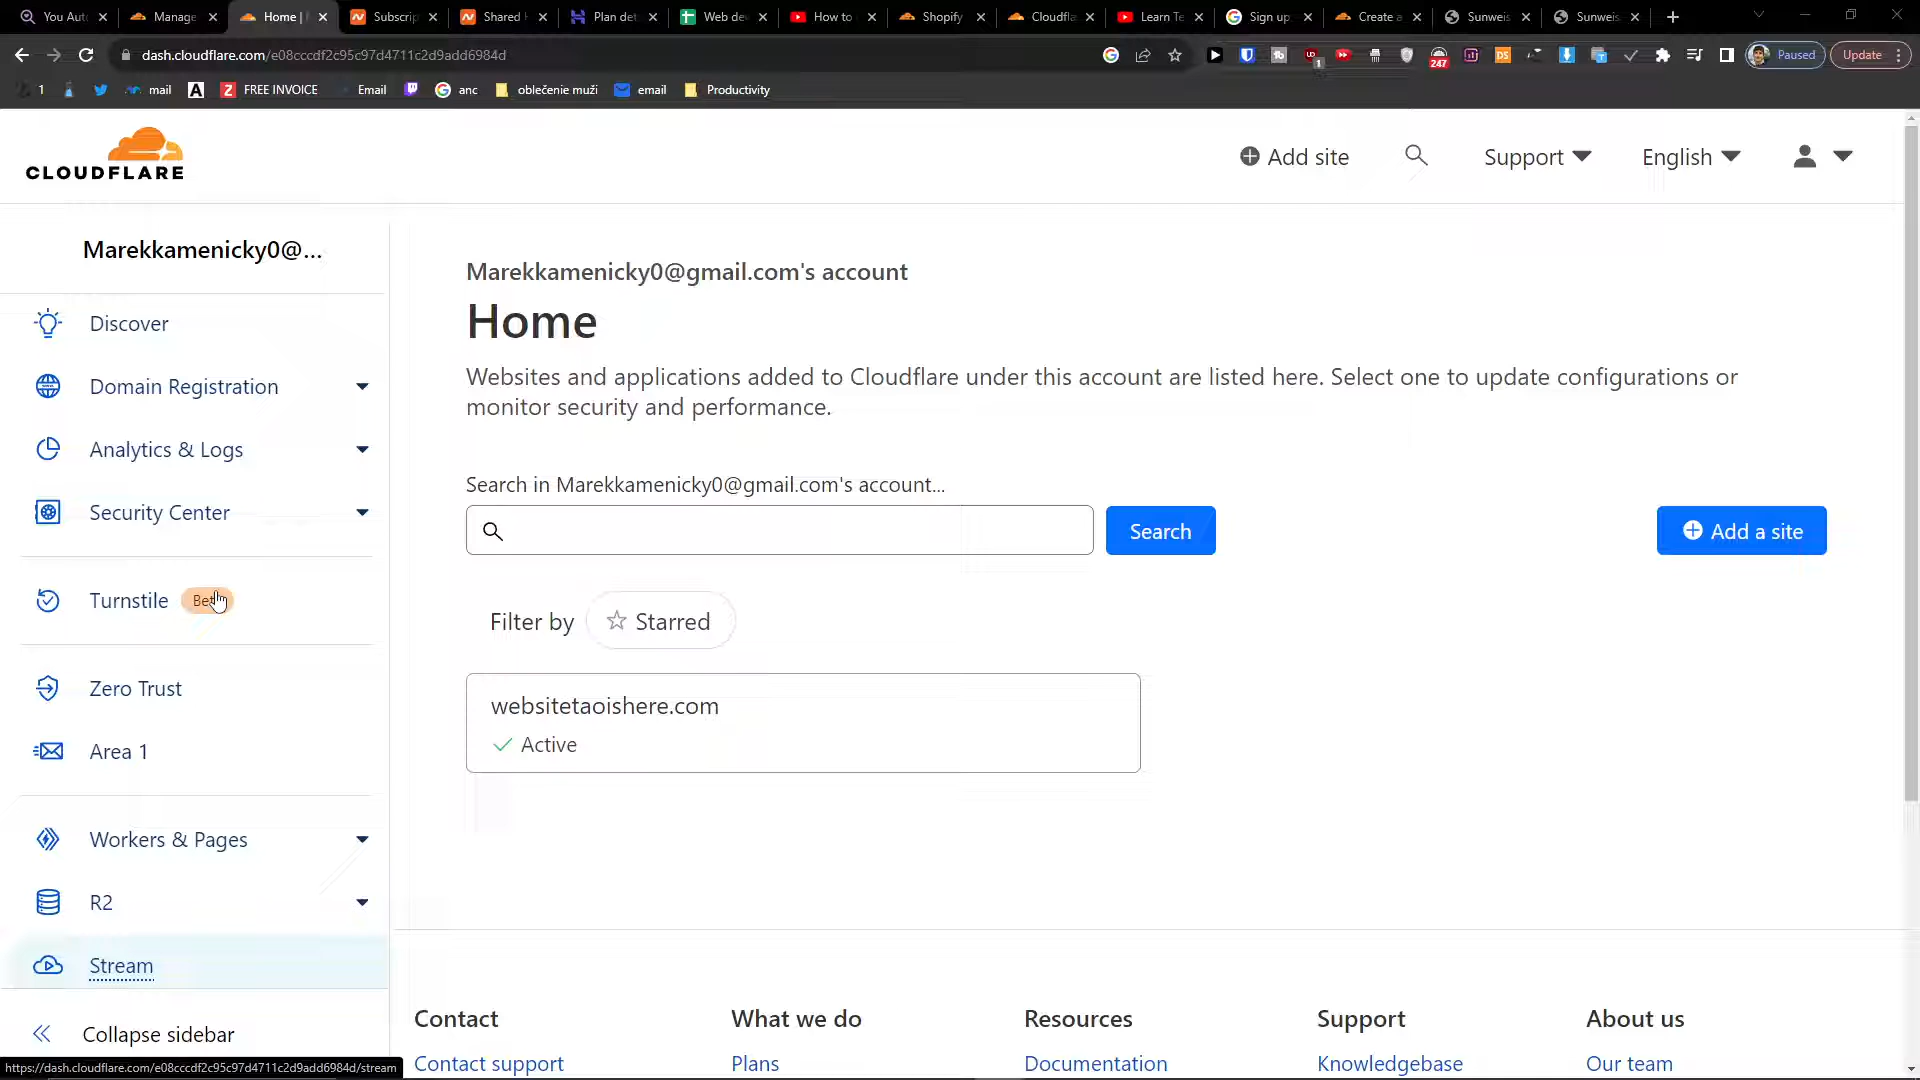 You Aut
Manage
Home |
Subscrip
Shared H
Plan det
Web dev
How to
Shopify
Cloudfla
Learn Te
Sign up
Create a
Sunweis
Sunweis
dash.cloudflare.com/e08cccdf2c95c97d4711c2d9add6984d
1
247
DS
Paused
Update
1
mail
A
Z FREE INVOICE
Email
anc
oblečenie muži
email
Productivity
CLOUDFLARE
Add site
Support
English
Marekkamenicky0@...
Discover
Domain Registration
Analytics & Logs
Security Center
Turnstile
Zero Trust
Area 1
Workers & Pages
R2
Stream
Collapse sidebar
Marekkamenicky0@gmail.com's account
Home
Websites and applications added to Cloudflare under this account are listed here. Select one to update configurations or
monitor security and performance.
Search in Marekkamenicky0@gmail.com's account...
Search
Add a site
Filter by
Starred
websitetaoishere.com
Active
Contact
What we do
Resources
Support
About us
Contact support
Plans
Documentation
Knowledgebase
Our team
https://dash.cloudflare.com/e08cccdf2c95c97d4711c2d9add6984d/stream